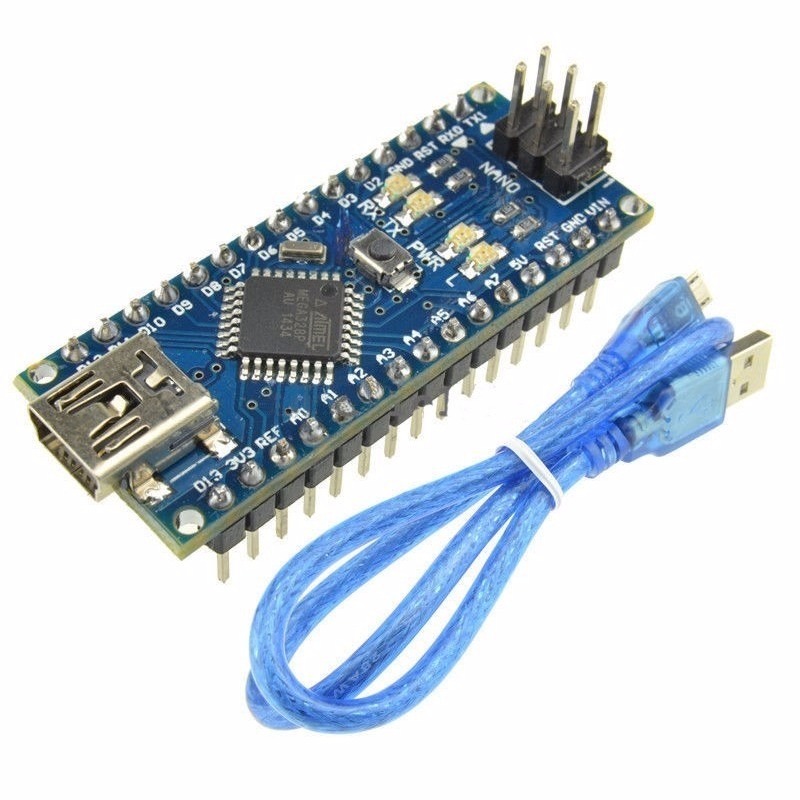 TX1
RX0
RST
GND
D2
D3
D4
D5
D6
D7
D8
D9
D10
NANO
RX TX PWR L
ATMEL
MEGA328P
AU 1434
VIN
GND
RST
5V
A7
A6
A5
A4
A3
A2
A1
A0
REF
3V3
D13